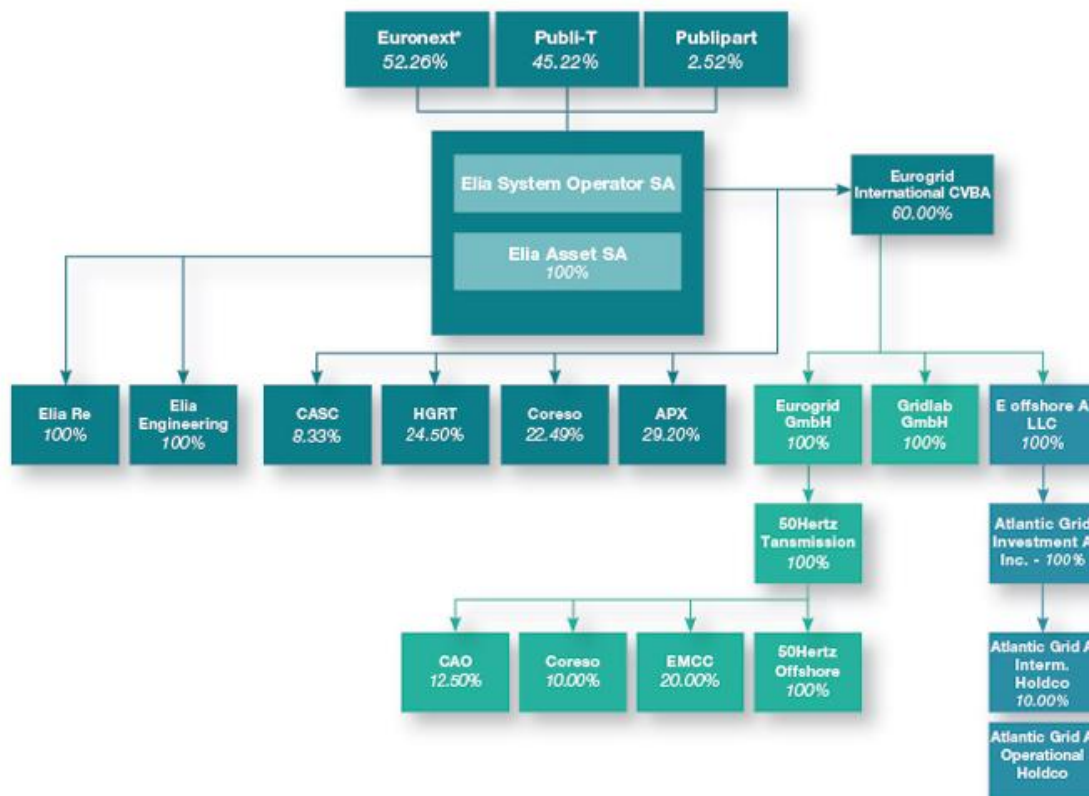 Euronext*
52.26%
Publi-T
45.22%
Publipart
2.52%
Elia System Operator SA
Elia Asset SA
100%
Eurogrid
International CVBA
60.00%
Elia Re
100%
Elia
Engineering
100%
CASC
8.33%
HGRT
24.50%
Coreso
22.49%
APX
29.20%
Eurogrid
GmbH
100%
Gridlab
GmbH
100%
E offshore A
LLC
100%
50Hertz
Tansmission
100%
Atlantic Grid
Investment A
Inc. - 100%
CAO
12.50%
Coreso
10.00%
EMCC
20.00%
50Hertz
Offshore
100%
Atlantic Grid A
Interm.
Holdco
10.00%
Atlantic Grid A
Operational
Holdco